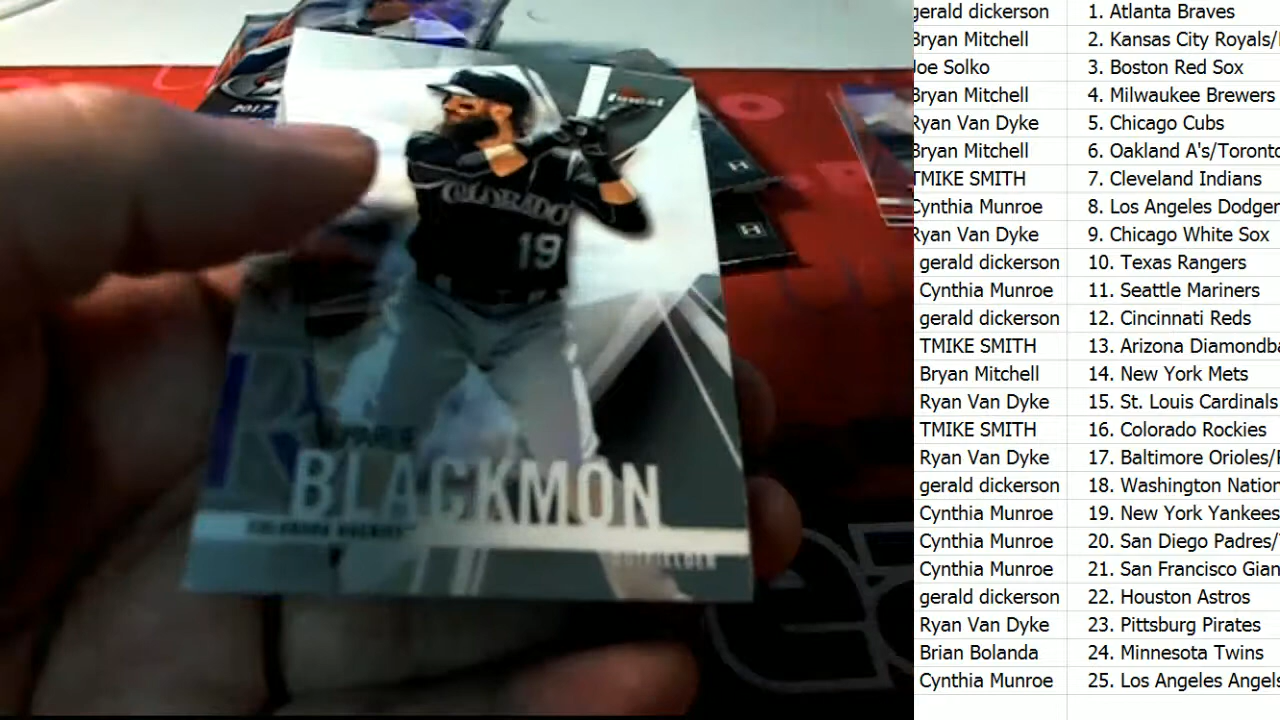 2017
finest
COLORADO
19
CHARLIE
BLACKMON
COLORADO ROCKIES
OUTFIELDER
gerald dickerson 1. Atlanta Braves
Bryan Mitchell 2. Kansas City Royals/
Joe Solko 3. Boston Red Sox
Bryan Mitchell 4. Milwaukee Brewers
Ryan Van Dyke 5. Chicago Cubs
Bryan Mitchell 6. Oakland A's/Toronto
TMIKE SMITH 7. Cleveland Indians
Cynthia Munroe 8. Los Angeles Dodger
Ryan Van Dyke 9. Chicago White Sox
gerald dickerson 10. Texas Rangers
Cynthia Munroe 11. Seattle Mariners
gerald dickerson 12. Cincinnati Reds
TMIKE SMITH 13. Arizona Diamondba
Bryan Mitchell 14. New York Mets
Ryan Van Dyke 15. St. Louis Cardinals
TMIKE SMITH 16. Colorado Rockies
Ryan Van Dyke 17. Baltimore Orioles/
gerald dickerson 18. Washington Nation
Cynthia Munroe 19. New York Yankees
Cynthia Munroe 20. San Diego Padres/
Cynthia Munroe 21. San Francisco Gian
gerald dickerson 22. Houston Astros
Ryan Van Dyke 23. Pittsburg Pirates
Brian Bolanda 24. Minnesota Twins
Cynthia Munroe 25. Los Angeles Angels